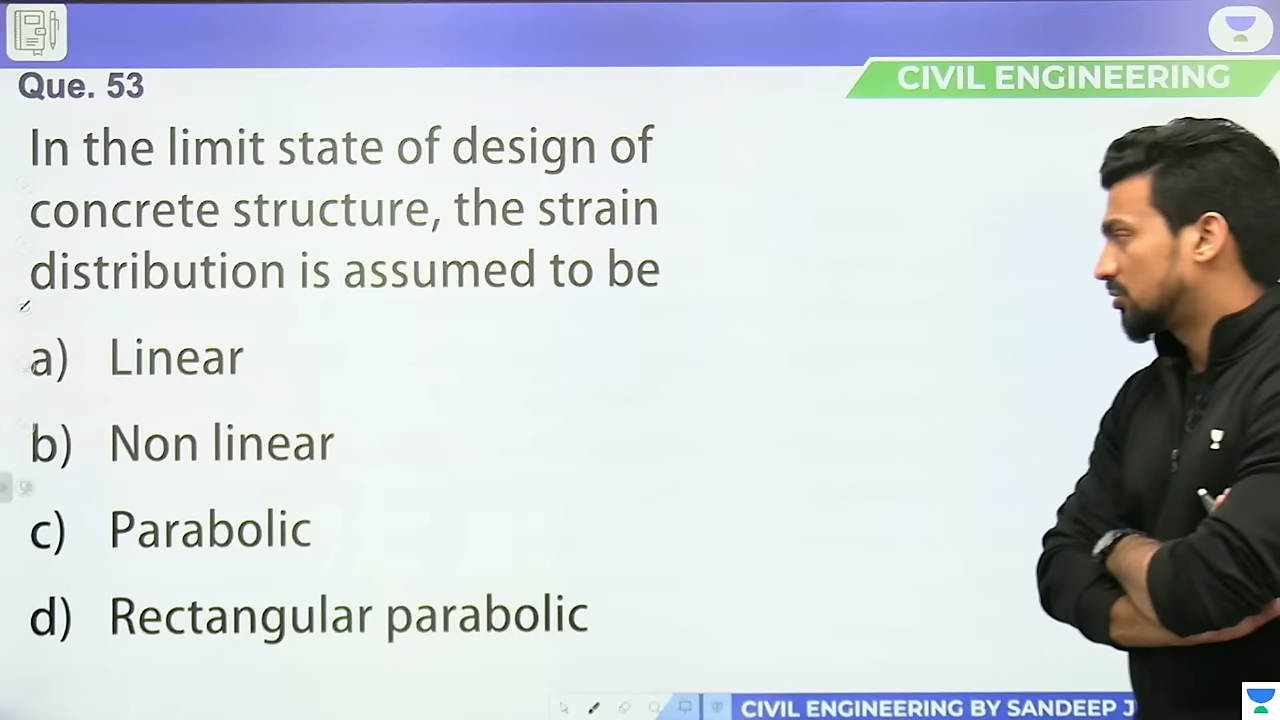 Que. 53
CIVIL ENGINEERING
In the limit state of design of
concrete structure, the strain
distribution is assumed to be
a) Linear
b) Non linear
c) Parabolic
d) Rectangular parabolic
CIVIL ENGINEERING BY SANDEEP J